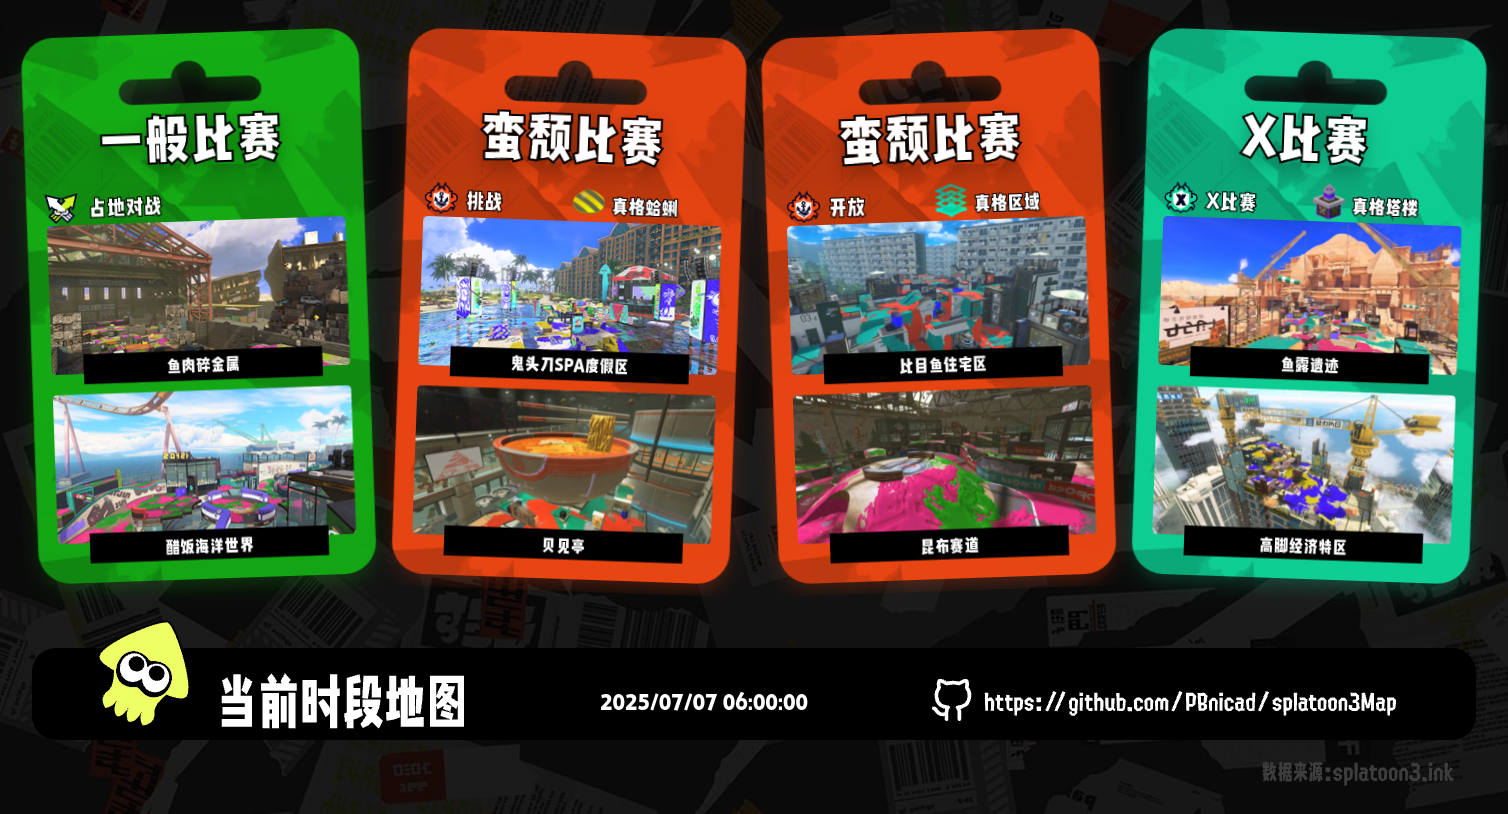 一般比赛
占地对战
鱼肉碎金属
醋饭海洋世界
蛮颓比赛
挑战
真格蛤蜊
鬼头刀SPA度假区
贝见亭
蛮颓比赛
开放
真格区域
比目鱼住宅区
昆布赛道
X比赛
X比赛
真格塔楼
鱼露遗迹
高脚经济特区
当前时段地图
2025/07/07 06:00:00
https://github.com/PBnicad/splatoon3Map
数据来源:splatoon3.ink